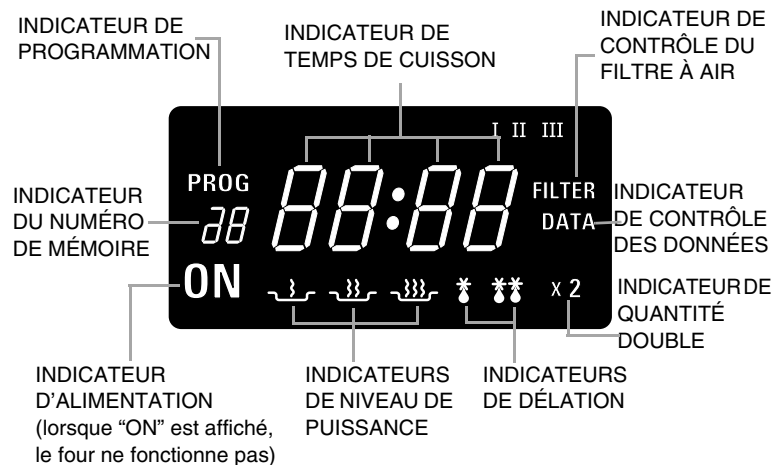 INDICATEUR DE
PROGRAMMATION
INDICATEUR DE
TEMPS DE CUISSON
INDICATEUR DE
CONTRÔLE DU
FILTRE À AIR
I II III
PROG
88:88
FILTER
INDICATEUR
DU NUMÉRO
DE MÉMOIRE
38
DATA
INDICATEUR
DE CONTRÔLE
DES DONNÉES
ON
x 2
INDICATEUR DE
QUANTITÉ
DOUBLE
INDICATEUR
D'ALIMENTATION
(lorsque “ON” est affiché,
le four ne fonctionne pas)
INDICATEURS
DE NIVEAU DE
PUISSANCE
INDICATEURS
DE DÉLATION